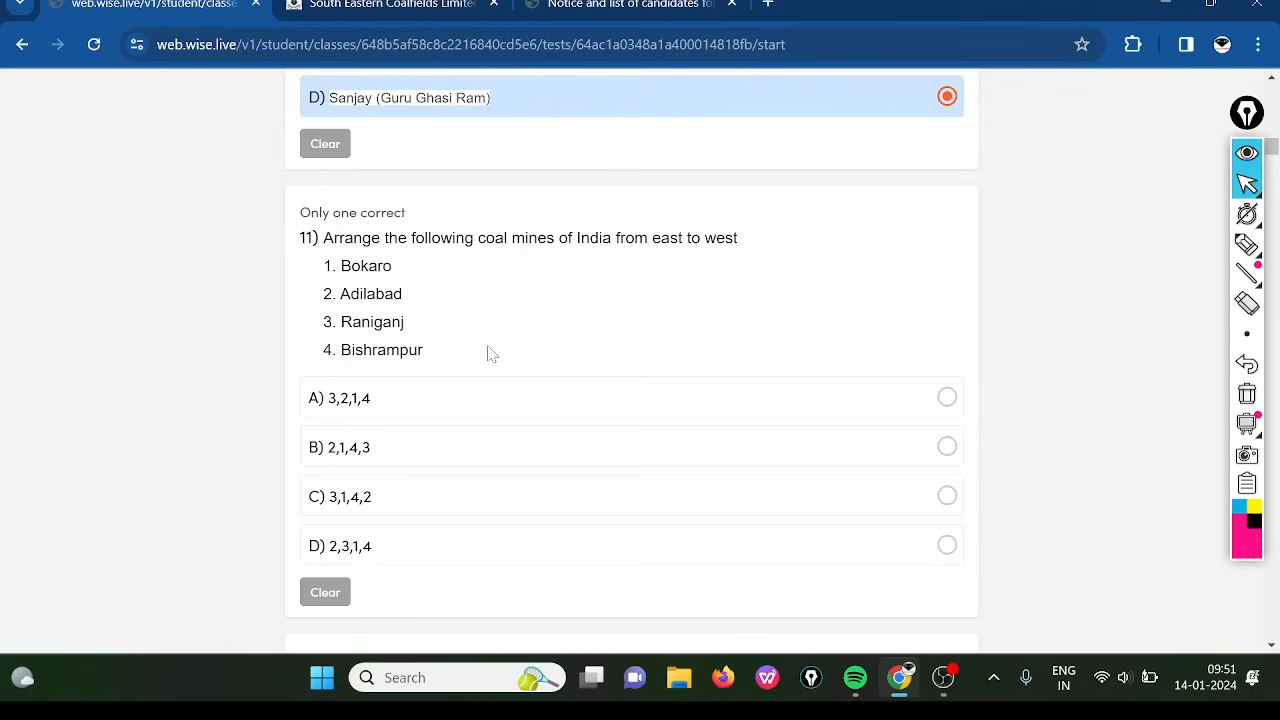 web.wise.live/v1/student/classe
South Eastern Coalfields Limite
Notice and list of candidates fo
web.wise.live/v1/student/classes/648b5af58c8c2216840cd5e6/tests/64ac1a0348a1a400014818fb/start
D) Sanjay (Guru Ghasi Ram)
Clear
Only one correct
11) Arrange the following coal mines of India from east to west
1. Bokaro
2. Adilabad
3. Raniganj
4. Bishrampur
A) 3,2,1,4
B) 2,1,4,3
C) 3,1,4,2
D) 2,3,1,4
Clear
Search
ENG
IN
09:51
14-01-2024